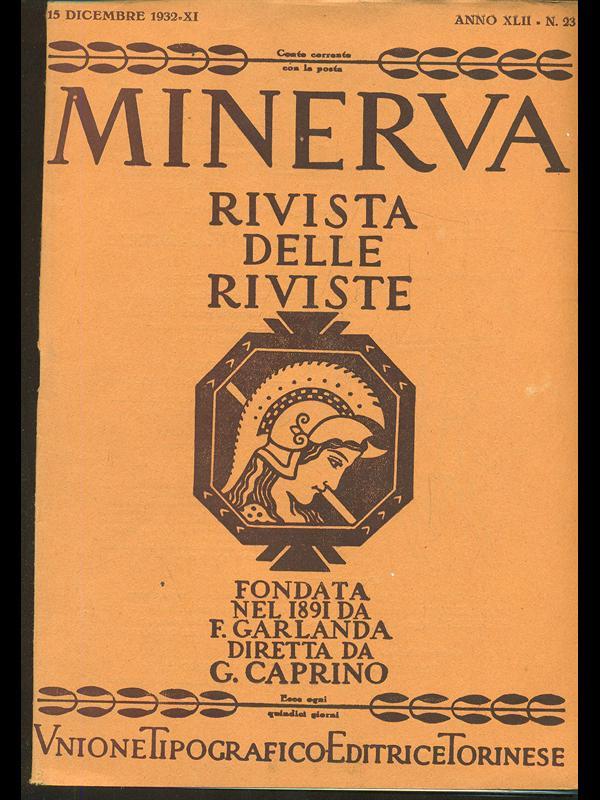 15 DICEMBRE 1932-XI
ANNO XLII - N. 23
Conto corrente
con la posta
MINERVA
RIVISTA
DELLE
RIVISTE
FONDATA
NEL 1891 DA
F. GARLANDA
DIRETTA DA
G. CAPRINO
Esce ogni
quindici giorni
VNIONE TIPOGRAFICO-EDITRICE TORINESE